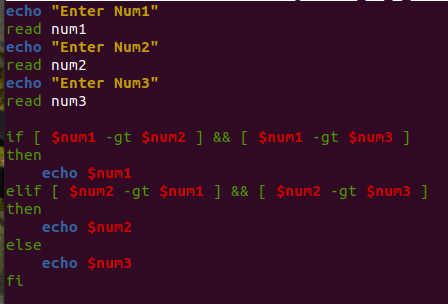 echo "Enter Num1"
read num1
echo "Enter Num2"
read num2
echo "Enter Num3"
read num3

if [ $num1 -gt $num2 ] && [ $num1 -gt $num3 ]
then
    echo $num1
elif [ $num2 -gt $num1 ] && [ $num2 -gt $num3 ]
then
    echo $num2
else
    echo $num3
fi